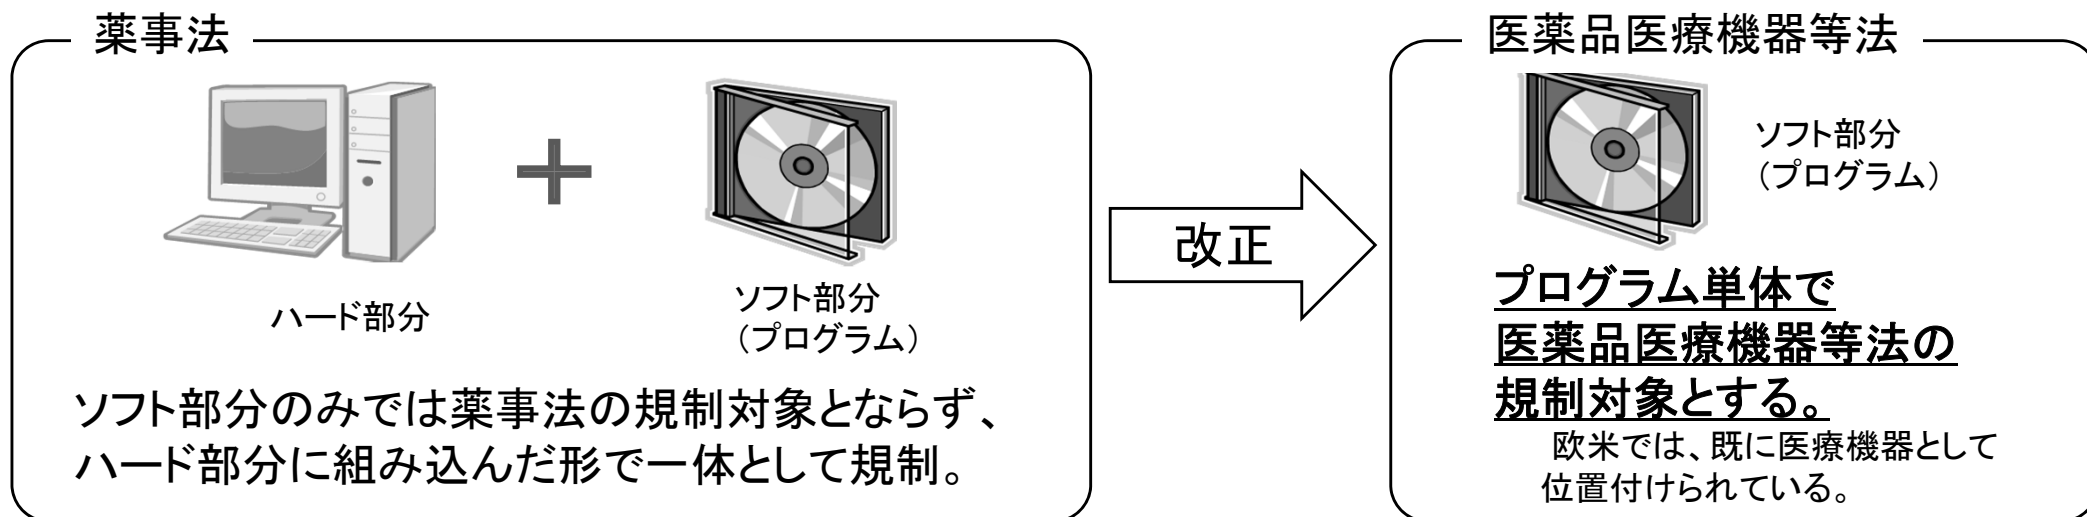 薬事法
ハード部分
ソフト部分
（プログラム）
ソフト部分のみでは薬事法の規制対象とならず、
ハード部分に組み込んだ形で一体として規制。
改正
医薬品医療機器等法
ソフト部分
（プログラム）
プログラム単体で
医薬品医療機器等法の
規制対象とする。
欧米では、既に医療機器として
位置付けられている。